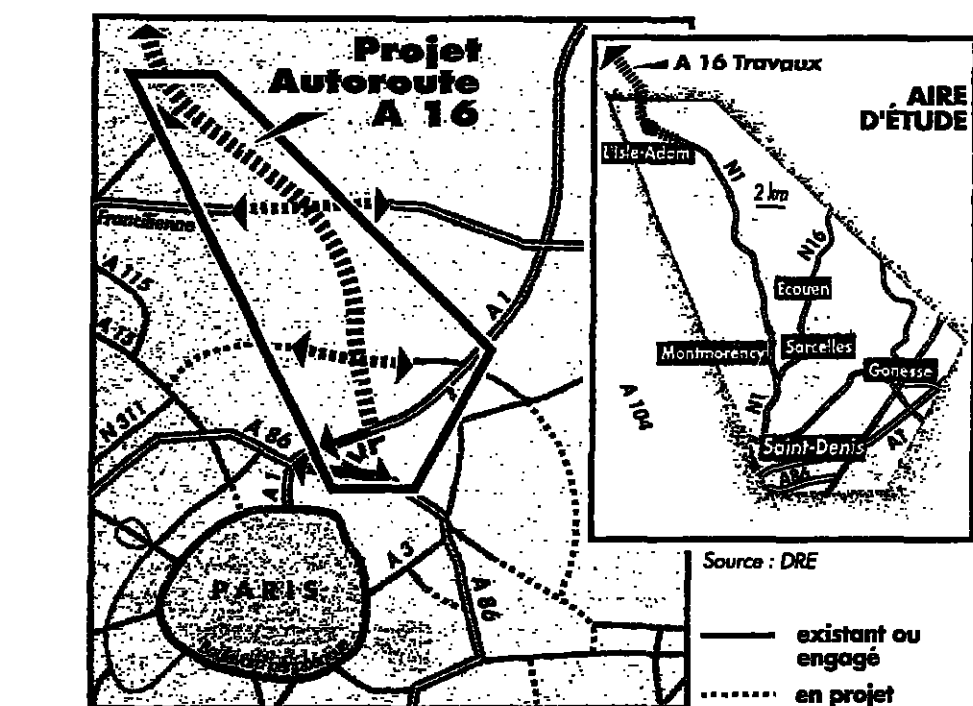 Projet
Autoroute
A 16
Francilienne
A 115
A 15
N 311
A 86
A 1
A 1
A 3
A 86
PARIS
A 16 Travaux
AIRE
D'ÉTUDE
L'Isle-Adam
N1
2 km
N16
Ecouen
Montmorency
Sarcelles
Gonesse
A 104
N1
Saint-Denis
A86
A1
Source : DRE
existant ou
engagé
en projet